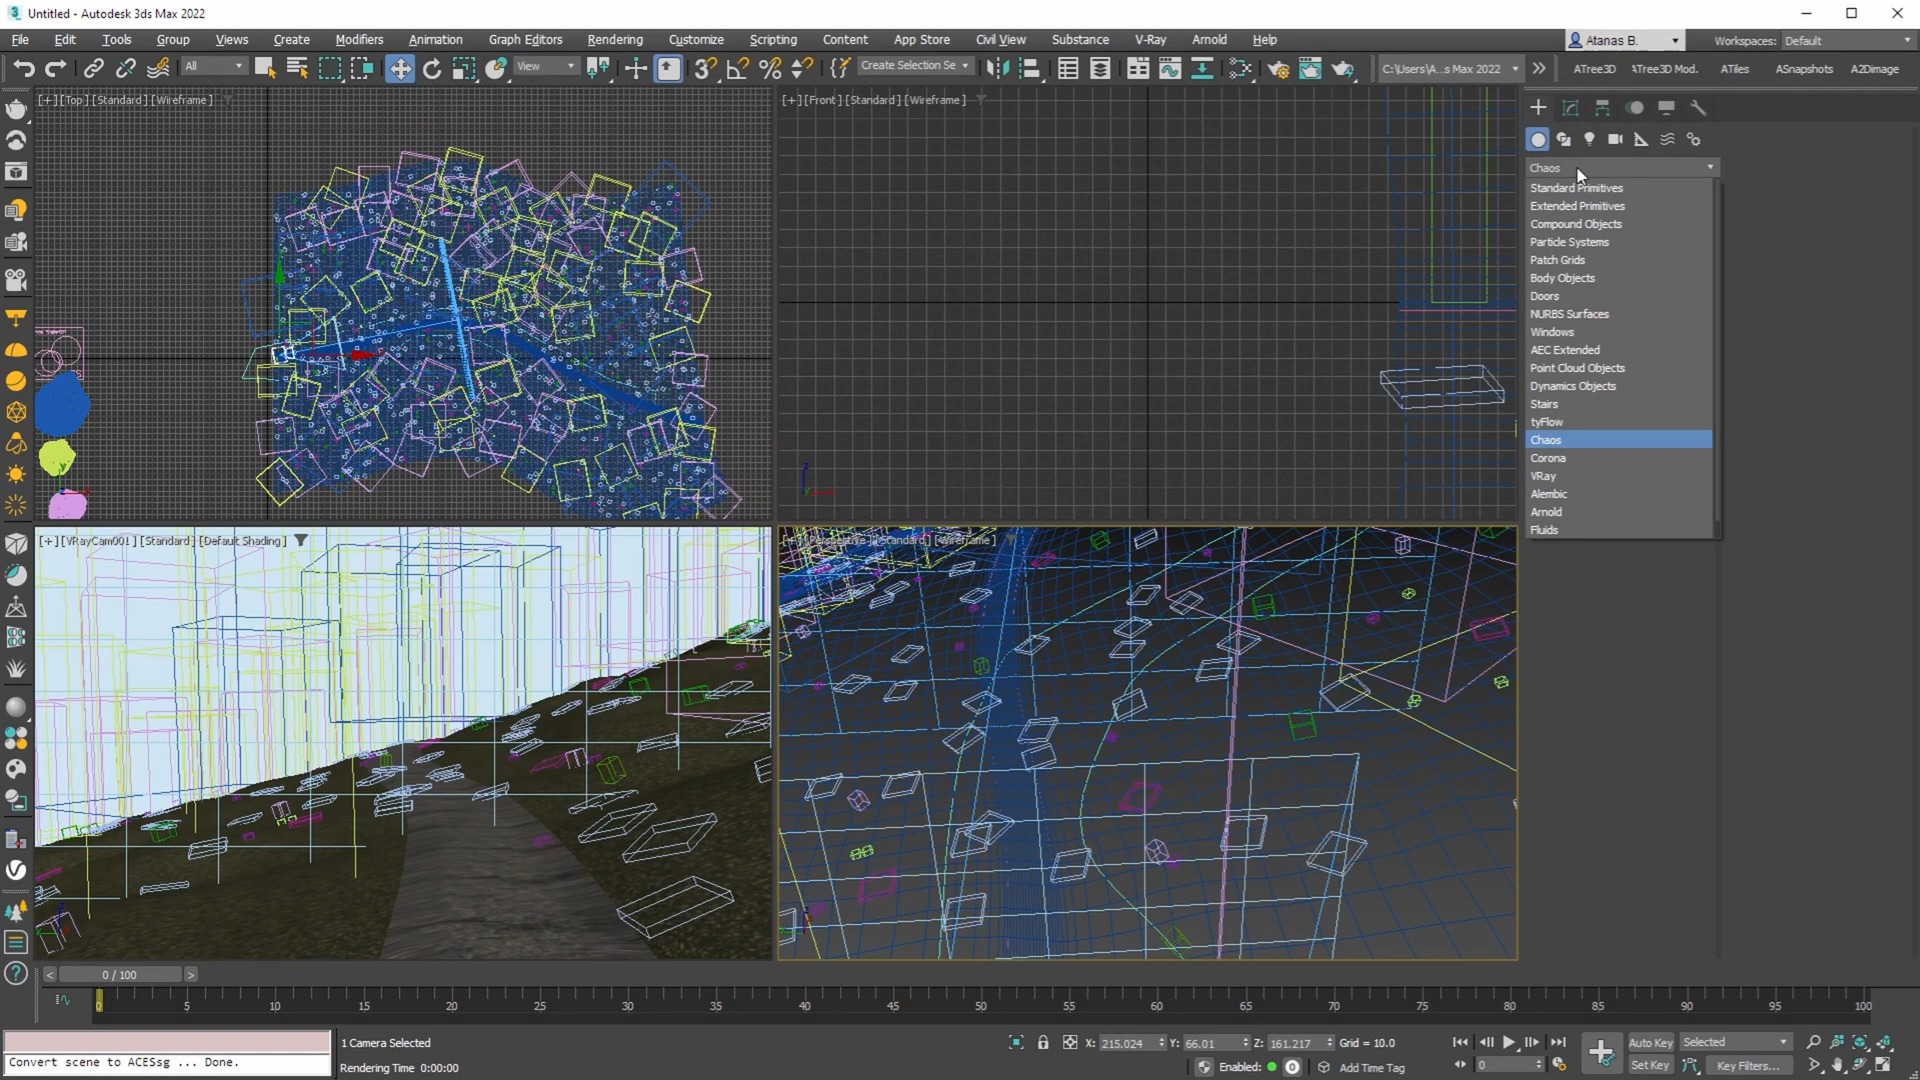 Untitled - Autodesk 3ds Max 2022
File Edit Tools Group Views Create Modifiers Animation Graph Editors Rendering Customize Scripting Content App Store Civil View Substance V-Ray Arnold Help
Atanas B.
Workspaces: Default
All
View
Create Selection Se
C:\Users\A...s Max 2022
ATree3D
ATree3D Mod.
ATiles
ASnapshots
A2Dimage
[+] [Top] [Standard] [Wireframe]
[+] [Front] [Standard] [Wireframe]
Chaos
Standard Primitives
Extended Primitives
Compound Objects
Particle Systems
Patch Grids
Body Objects
Doors
NURBS Surfaces
Windows
AEC Extended
Point Cloud Objects
Dynamics Objects
Stairs
tyFlow
Chaos
Corona
VRay
Alembic
Arnold
Fluids
[+] [VRayCam001] [Standard] [Default Shading]
[+] [Perspective] [Standard] [Wireframe]
< 0 / 100 >
0 5 10 15 20 25 30 35 40 45 50 55 60 65 70 75 80 85 90 95 100
Convert scene to ACESsg ... Done.
1 Camera Selected
Rendering Time 0:00:00
X: 215.024 Y: 66.01 Z: 161.217 Grid = 10.0
Enabled: 0 Add Time Tag
0
Auto Key Selected
Set Key Key Filters...